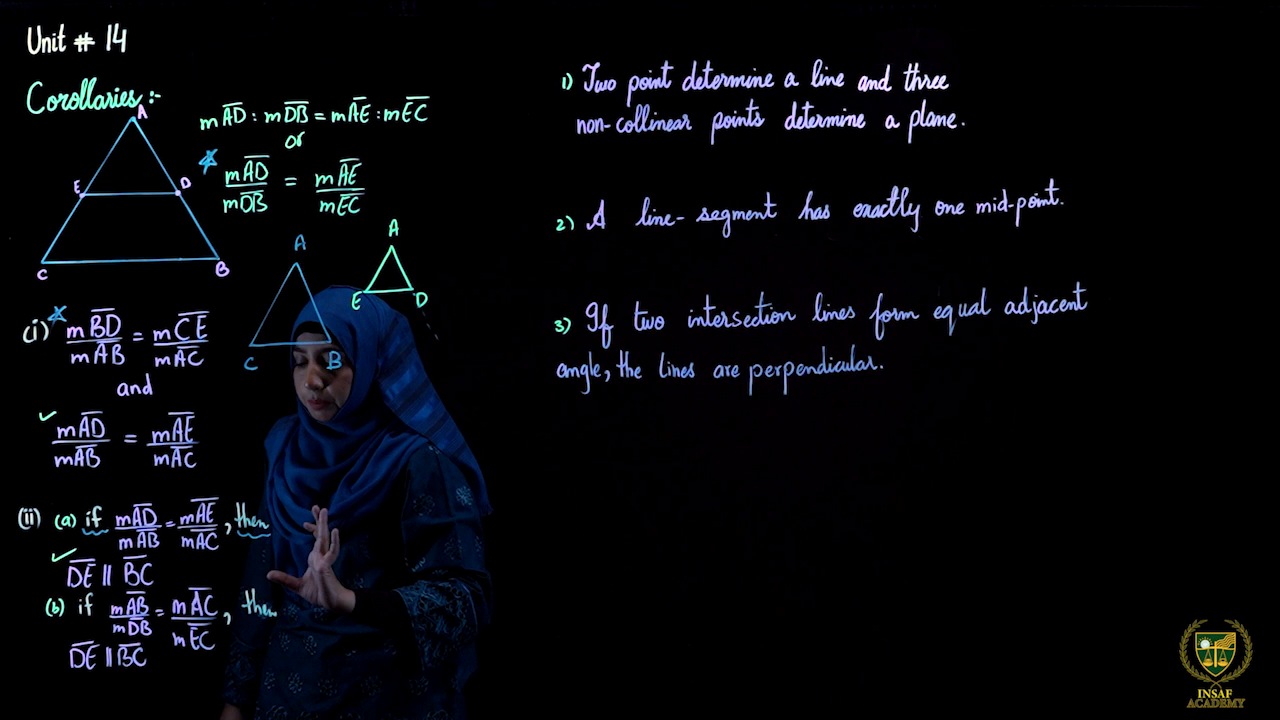 Unit # 14
Corollaries :-
A
E
D
C
B
mAD : mDB = mAE : mEC
or
mAD/mDB = mAE/mEC
A
C
B
A
E
D
(i) mBD/mAB = mCE/mAC
and
mAD/mAB = mAE/mAC
(ii) (a) if mAD/mAB = mAE/mAC, then
DE || BC
(b) if mAB/mDB = mAC/mEC, then
DE || BC
1) Two point determine a line and three
non-collinear points determine a plane.
2) A line-segment has exactly one mid-point.
3) If two intersection lines form equal adjacent
angle, the lines are perpendicular.
INSAF
ACADEMY